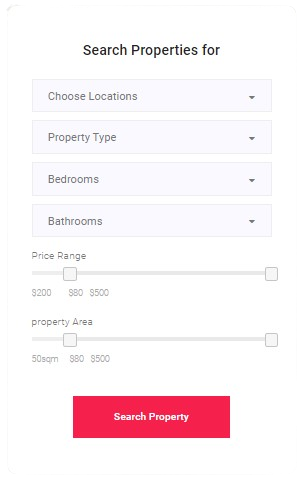 Search Properties for
Choose Locations
Property Type
Bedrooms
Bathrooms
Price Range
$200 $80 $500
property Area
50sqm $80 $500
Search Property